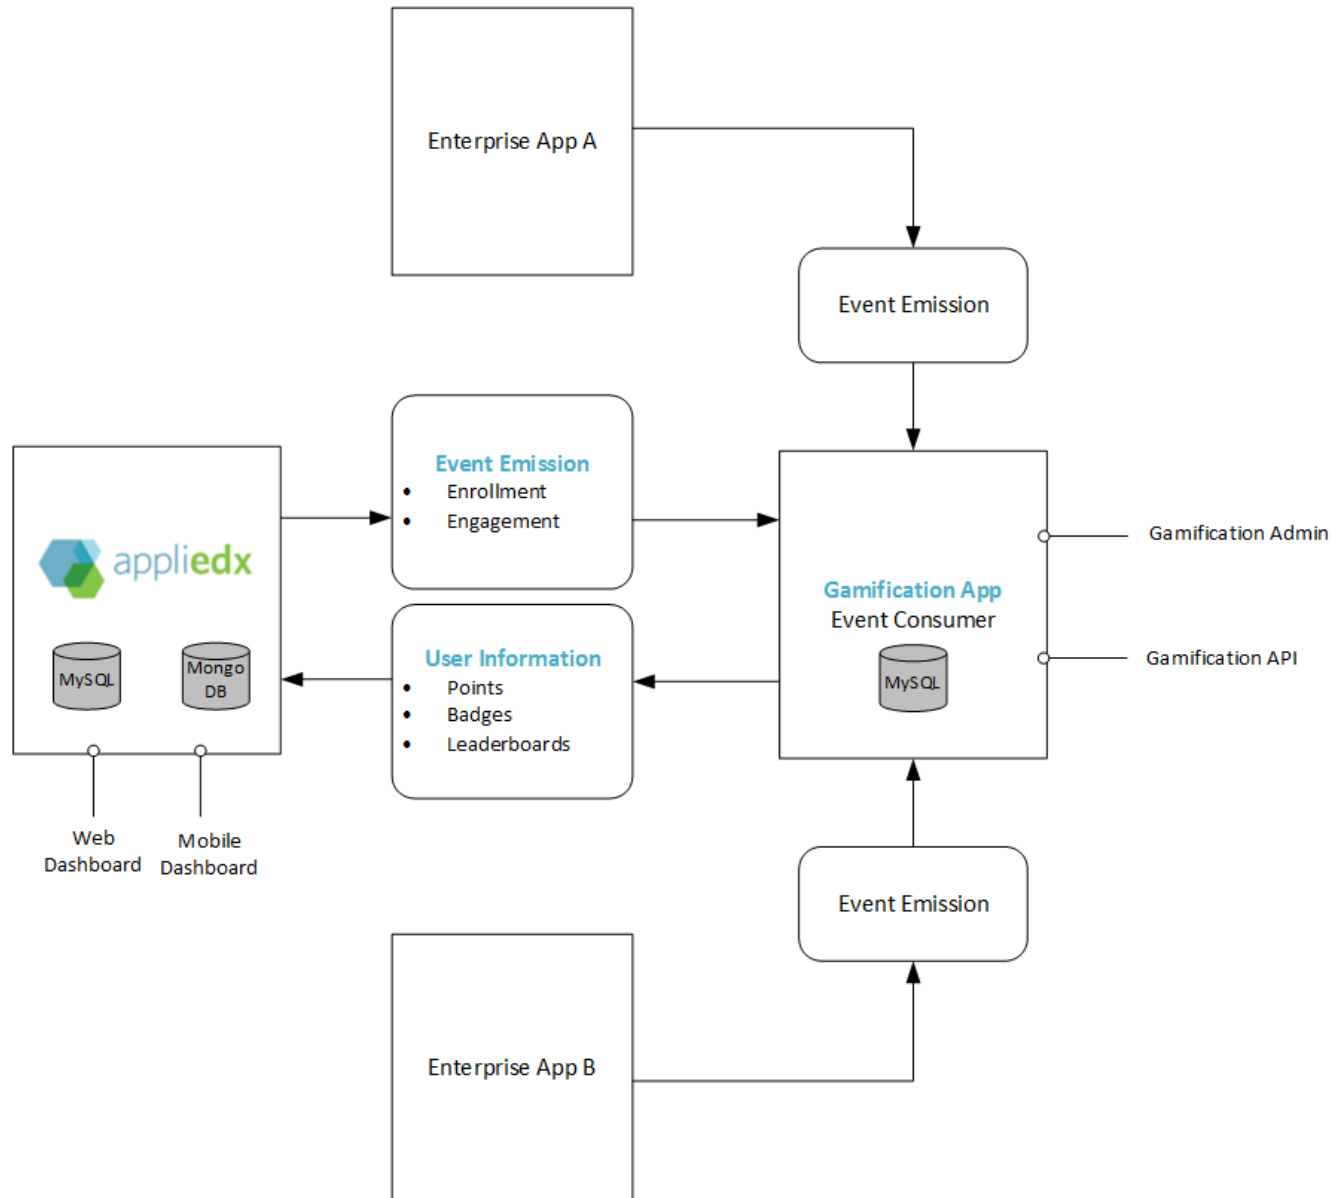 Enterprise App A
Event Emission
Event Emission
• Enrollment
• Engagement
appliedx
MySQL
Mongo
DB
Web
Dashboard
Mobile
Dashboard
User Information
• Points
• Badges
• Leaderboards
Gamification App
Event Consumer
MySQL
Gamification Admin
Gamification API
Event Emission
Enterprise App B